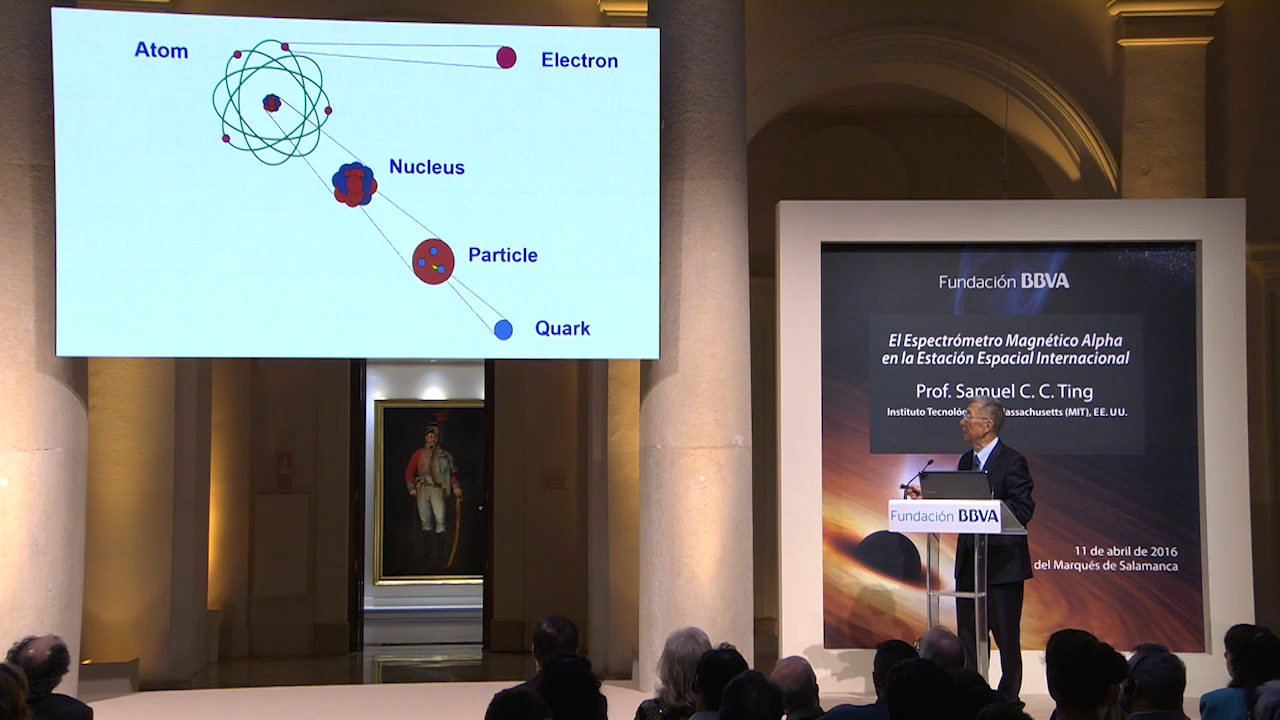 Atom
Electron
Nucleus
Particle
Quark
Fundación BBVA
El Espectrómetro Magnético Alpha
en la Estación Espacial Internacional
Prof. Samuel C. C. Ting
Instituto Massachusetts (MIT), EE. UU.
Fundación BBVA
11 de abril de 2016
del Marqués de Salamanca